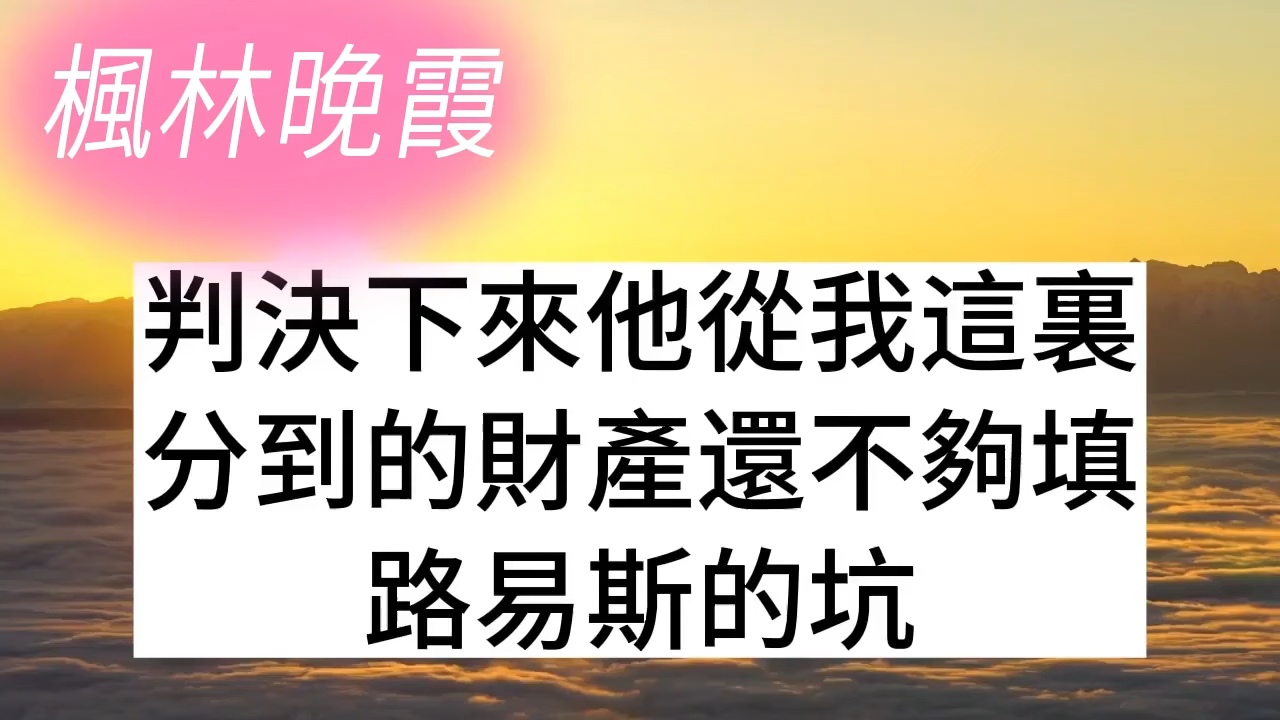 楓林晚霞
判決下來他從我這裏
分到的財產還不夠填
路易斯的坑